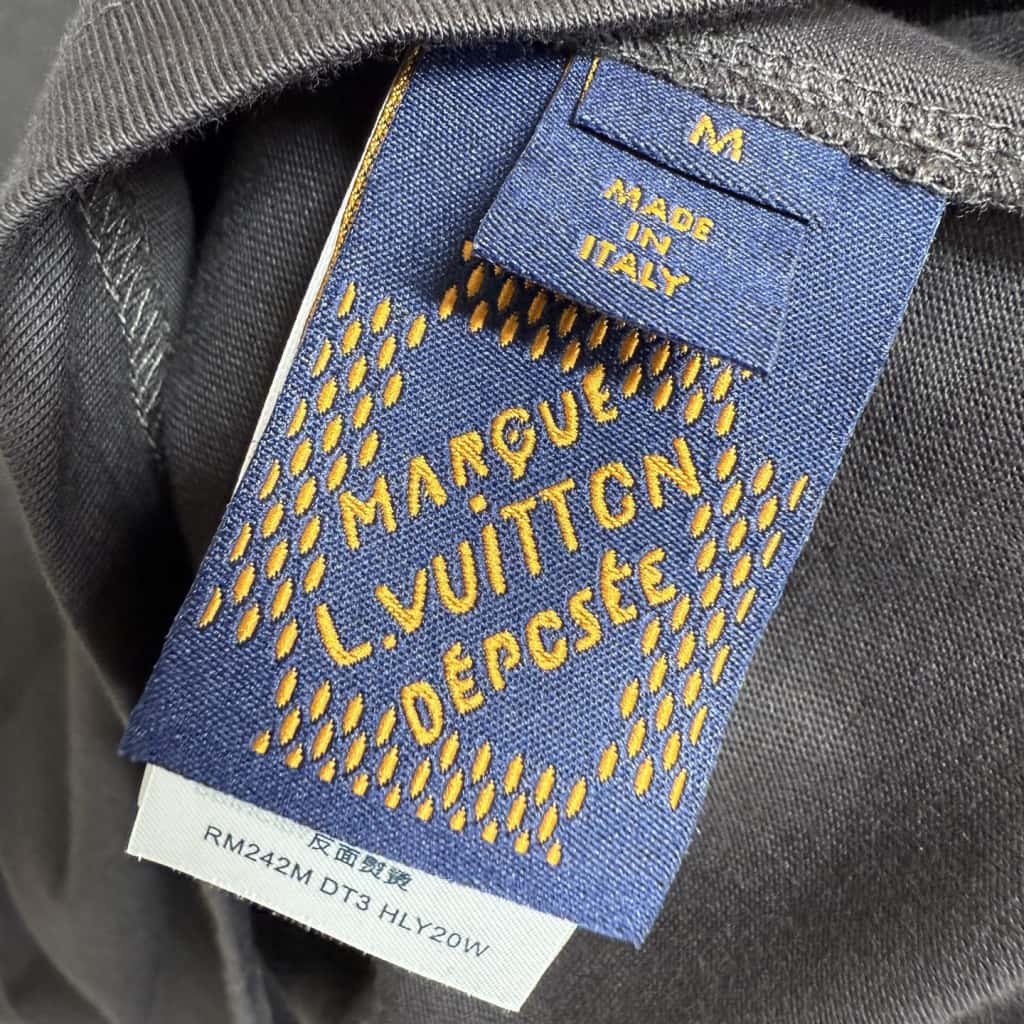 M
MADE
IN
ITALY
MARQUE
L.VUITTON
DÉPOSÉE
反面熨烫
RM242M DT3 HLY20W